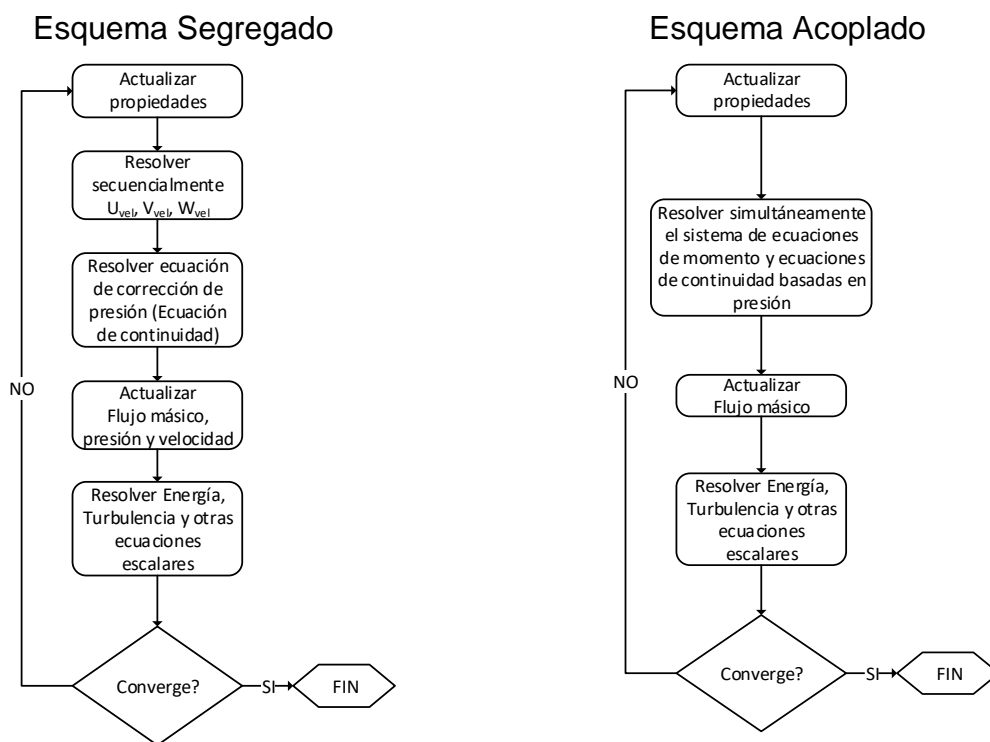 Esquema Segregado
Actualizar
propiedades
Resolver
secuencialmente
Uvel, Vvel, Wvel
Resolver ecuación
de corrección de
presión (Ecuación
de continuidad)
NO
Actualizar
Flujo másico,
presión y velocidad
Resolver Energía,
Turbulencia y otras
ecuaciones
escalares
Converge?
SI
FIN
Esquema Acoplado
Actualizar
propiedades
Resolver simultáneamente
el sistema de ecuaciones
de momento y ecuaciones
de continuidad basadas en
presión
NO
Actualizar
Flujo másico
Resolver Energía,
Turbulencia y otras
ecuaciones
escalares
Converge?
SI
FIN